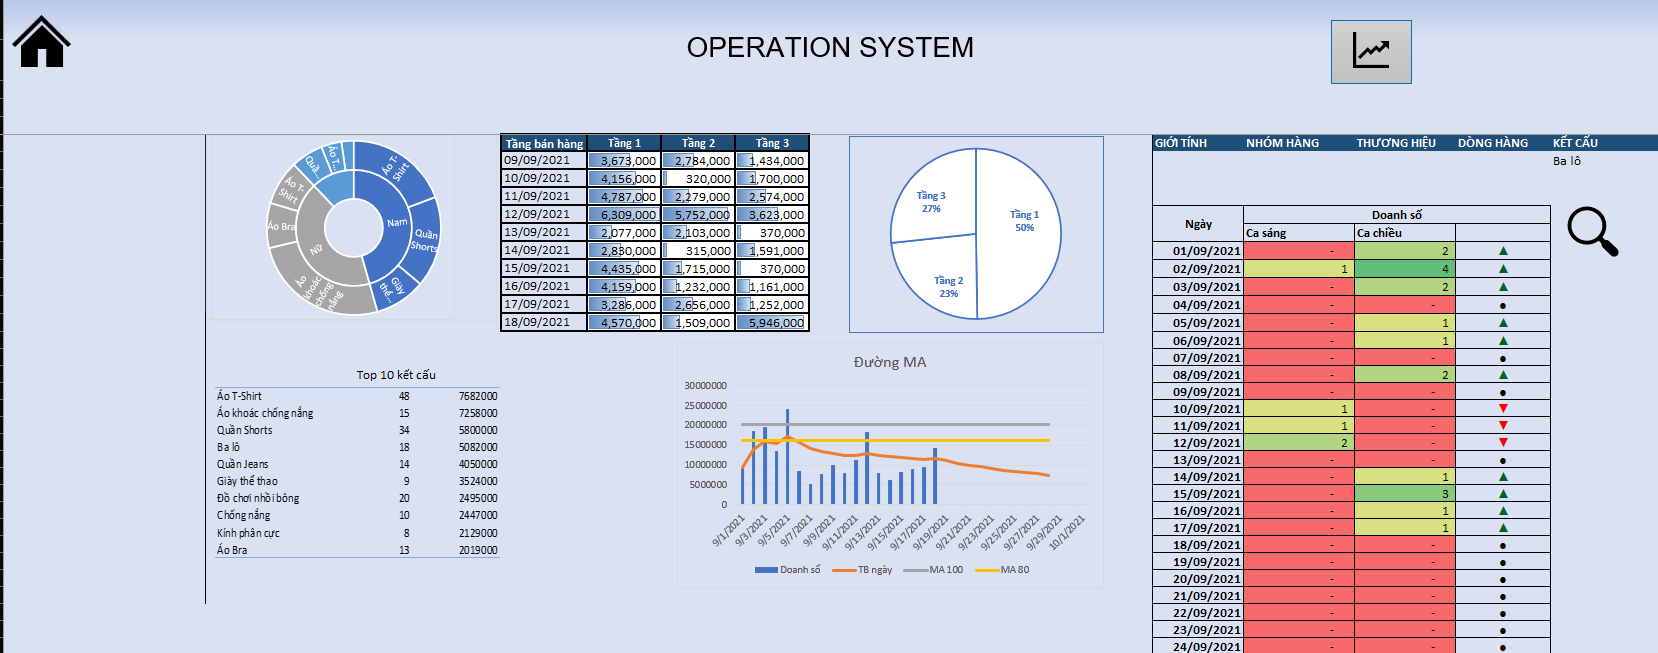 OPERATION SYSTEM
Áo T-Shirt
Nam
Quần Shorts
Giày thể...
Nữ
Áo khoác chống nắng
Áo Bra
Áo T-Shirt
Quầ...
Áo T...
Tầng bán hàng Tầng 1 Tầng 2 Tầng 3
09/09/2021 3,673,000 2,784,000 1,434,000
10/09/2021 4,156,000 320,000 1,700,000
11/09/2021 4,787,000 2,279,000 2,574,000
12/09/2021 6,309,000 5,752,000 3,623,000
13/09/2021 2,077,000 2,103,000 370,000
14/09/2021 2,830,000 315,000 1,591,000
15/09/2021 4,435,000 1,715,000 370,000
16/09/2021 4,159,000 1,232,000 1,161,000
17/09/2021 3,286,000 2,656,000 1,252,000
18/09/2021 4,570,000 1,509,000 5,946,000
Tầng 3
27%
Tầng 1
50%
Tầng 2
23%
Top 10 kết cấu
Áo T-Shirt 48 7682000
Áo khoác chống nắng 15 7258000
Quần Shorts 34 5800000
Ba lô 18 5082000
Quần Jeans 14 4050000
Giày thể thao 9 3524000
Đồ chơi nhồi bông 20 2495000
Chống nắng 10 2447000
Kính phân cực 8 2129000
Áo Bra 13 2019000
Đường MA
30000000
25000000
20000000
15000000
10000000
5000000
0
9/1/2021 9/3/2021 9/5/2021 9/7/2021 9/9/2021 9/11/2021 9/13/2021 9/15/2021 9/17/2021 9/19/2021 9/21/2021 9/23/2021 9/25/2021 9/27/2021 9/29/2021 10/1/2021
Doanh số TB ngày MA 100 MA 80
GIỚI TÍNH NHÓM HÀNG THƯƠNG HIỆU DÒNG HÀNG KẾT CẤU
Ba lô
Ngày Doanh số
Ca sáng Ca chiều
01/09/2021 - 2 ▲
02/09/2021 1 4 ▲
03/09/2021 - 2 ▲
04/09/2021 - - ●
05/09/2021 - 1 ▲
06/09/2021 - 1 ▲
07/09/2021 - - ●
08/09/2021 - 2 ▲
09/09/2021 - - ●
10/09/2021 1 - ▼
11/09/2021 1 - ▼
12/09/2021 2 - ▼
13/09/2021 - - ●
14/09/2021 - 1 ▲
15/09/2021 - 3 ▲
16/09/2021 - 1 ▲
17/09/2021 - 1 ▲
18/09/2021 - - ●
19/09/2021 - - ●
20/09/2021 - - ●
21/09/2021 - - ●
22/09/2021 - - ●
23/09/2021 - - ●
24/09/2021 - - ●